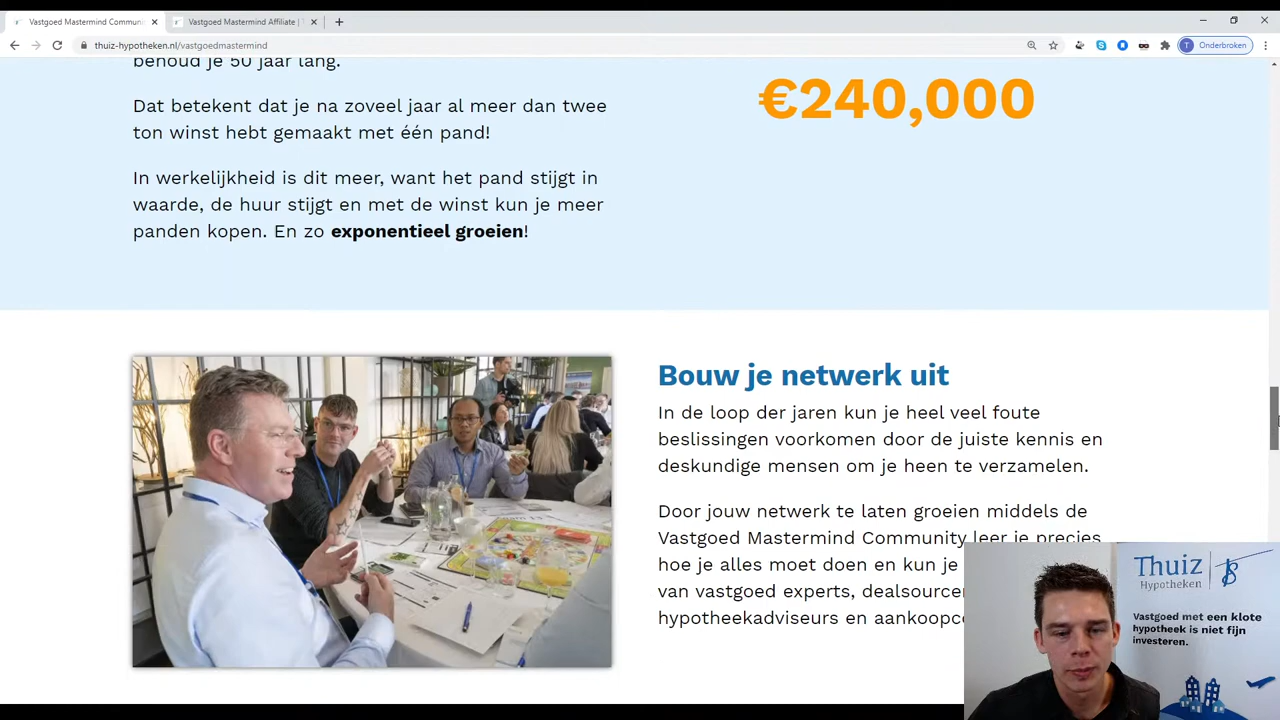 Vastgoed Mastermind Communi
Vastgoed Mastermind Affiliate |
thuiz-hypotheken.nl/vastgoedmastermind
T
Onderbroken
behoud je 50 jaar lang.
Dat betekent dat je na zoveel jaar al meer dan twee
ton winst hebt gemaakt met één pand!
In werkelijkheid is dit meer, want het pand stijgt in
waarde, de huur stijgt en met de winst kun je meer
panden kopen. En zo exponentieel groeien!
€240,000
Bouw je netwerk uit
In de loop der jaren kun je heel veel foute
beslissingen voorkomen door de juiste kennis en
deskundige mensen om je heen te verzamelen.
Door jouw netwerk te laten groeien middels de
Vastgoed Mastermind Community leer je precies
hoe je alles moet doen en kun je
van vastgoed experts, dealsourcer
hypotheekadviseurs en aankoopco
Thuiz
Hypotheken
Vastgoed met een klote
hypotheek is niet fijn
investeren.